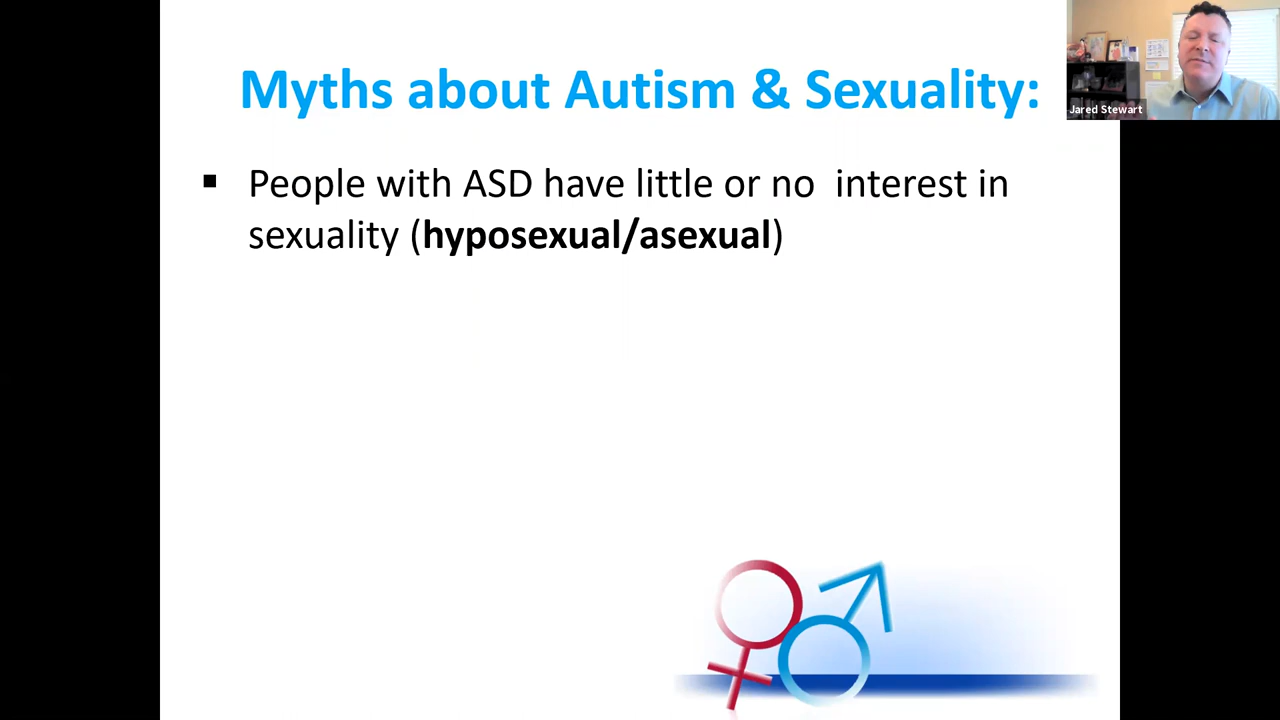 Myths about Autism & Sexuality:
Jared Stewart
▪ People with ASD have little or no  interest in
sexuality (hyposexual/asexual)